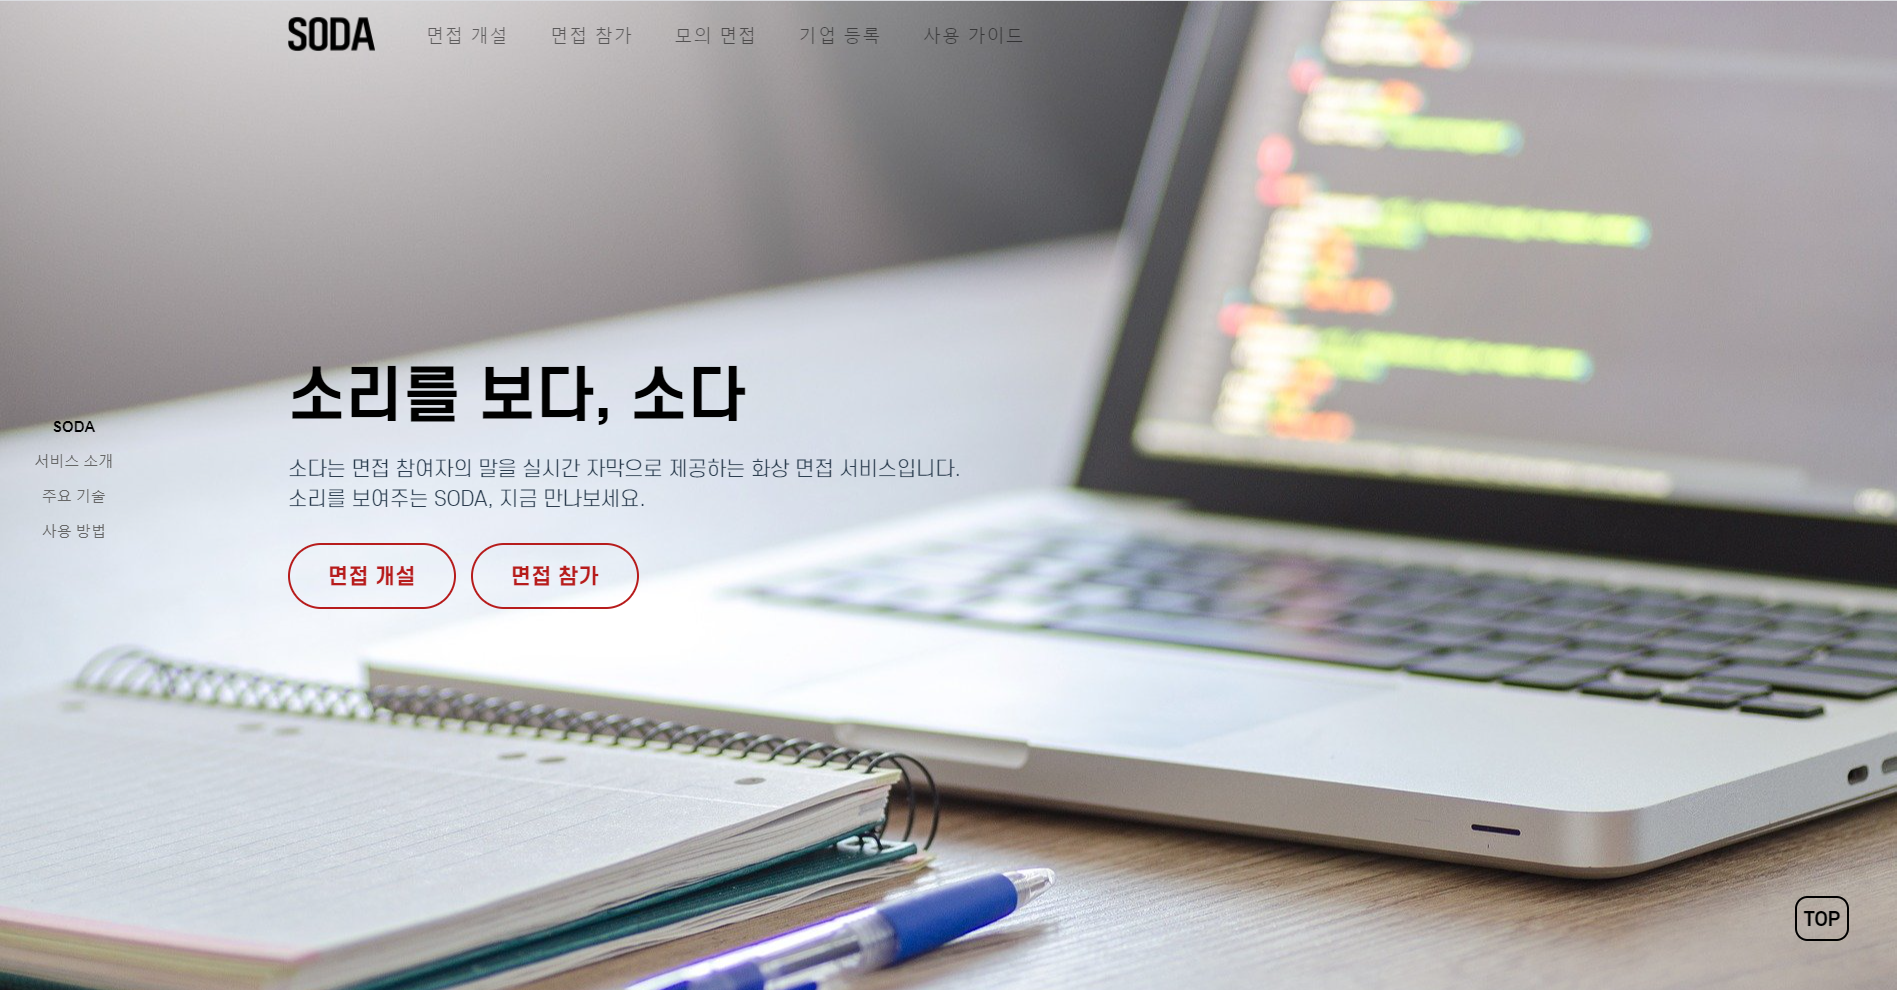 SODA
면접 개설
면접 참가
모의 면접
기업 등록
사용 가이드
소리를 보다, 소다
소다는 면접 참여자의 말을 실시간 자막으로 제공하는 화상 면접 서비스입니다.
소리를 보여주는 SODA, 지금 만나보세요.
면접 개설
면접 참가
SODA
서비스 소개
주요 기술
사용 방법
TOP